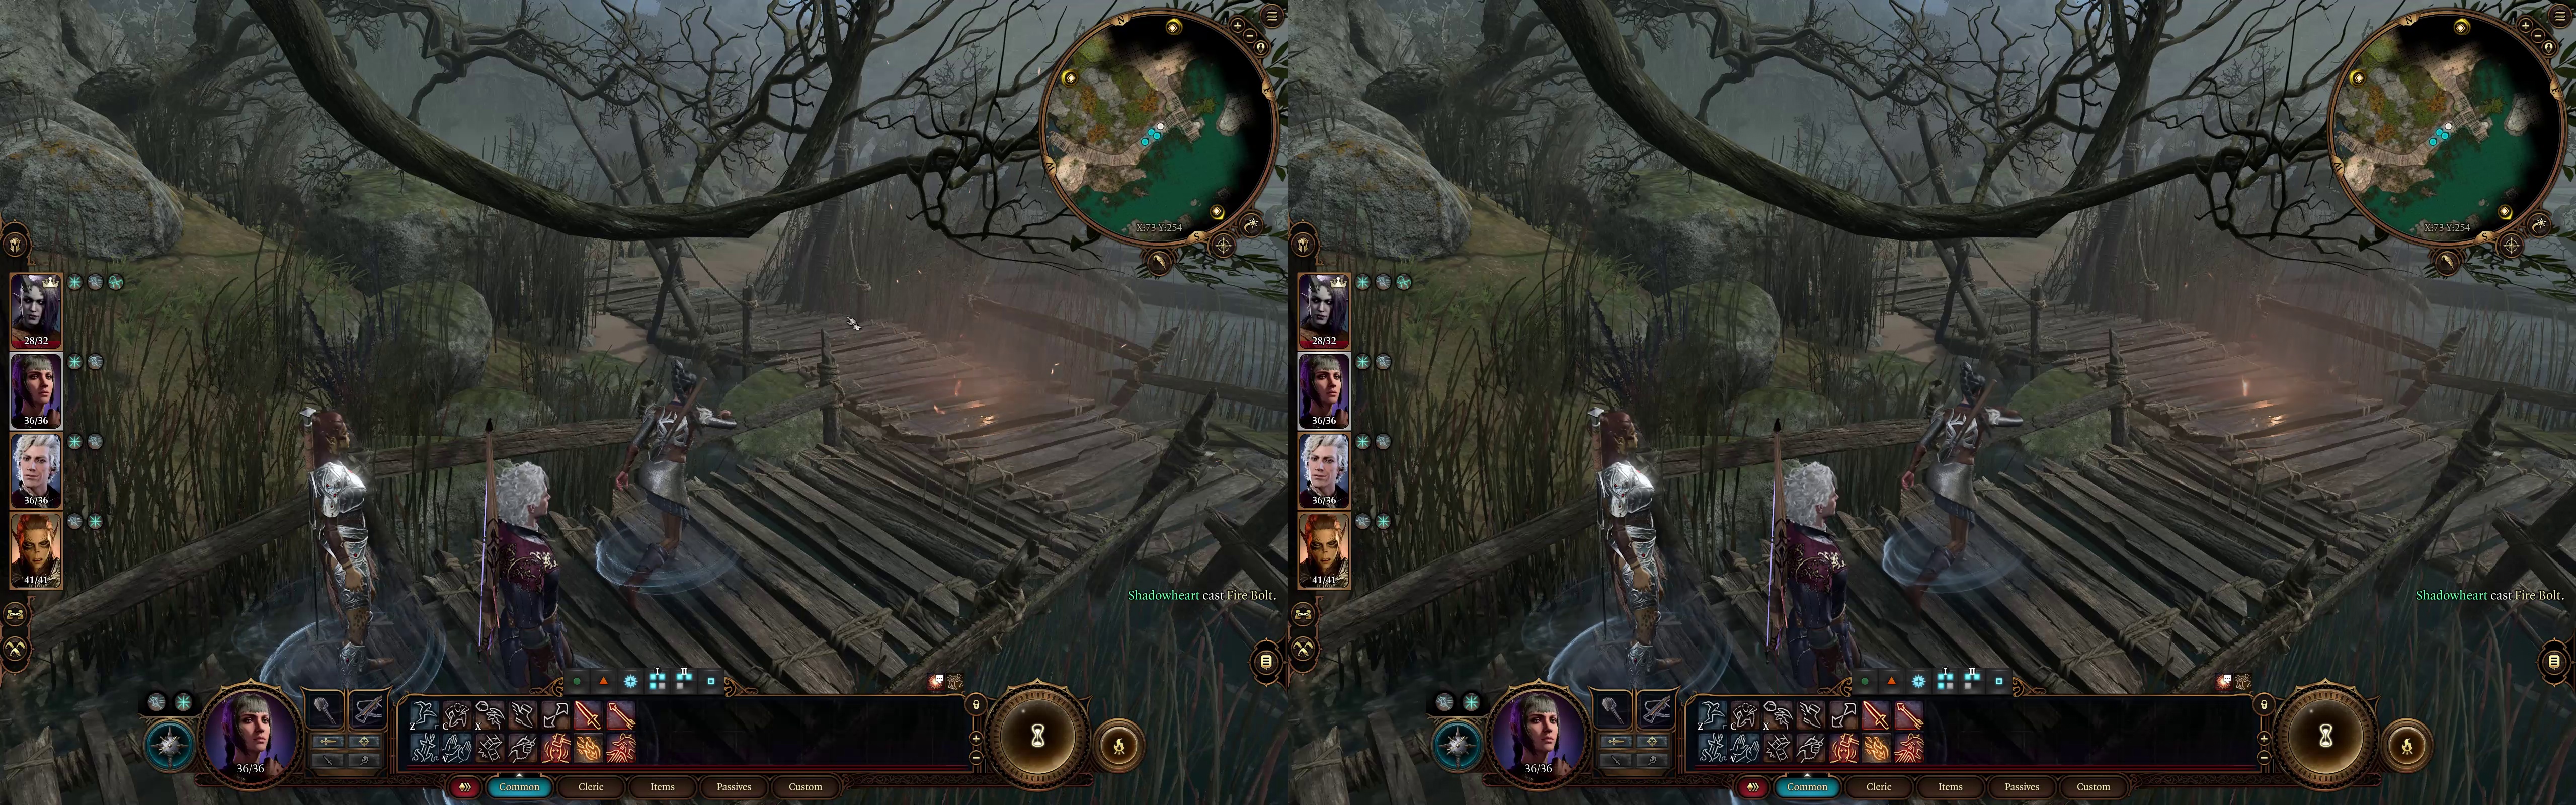 N
X:73 Y:254
S
28/32
36/36
36/36
41/41
Shadowheart cast Fire Bolt.
I II
Z C X
V
36/36
Common Cleric Items Passives Custom
N
X:73 Y:254
S
28/32
36/36
36/36
41/41
Shadowheart cast Fire Bolt.
I II
Z C X
V
36/36
Common Cleric Items Passives Custom